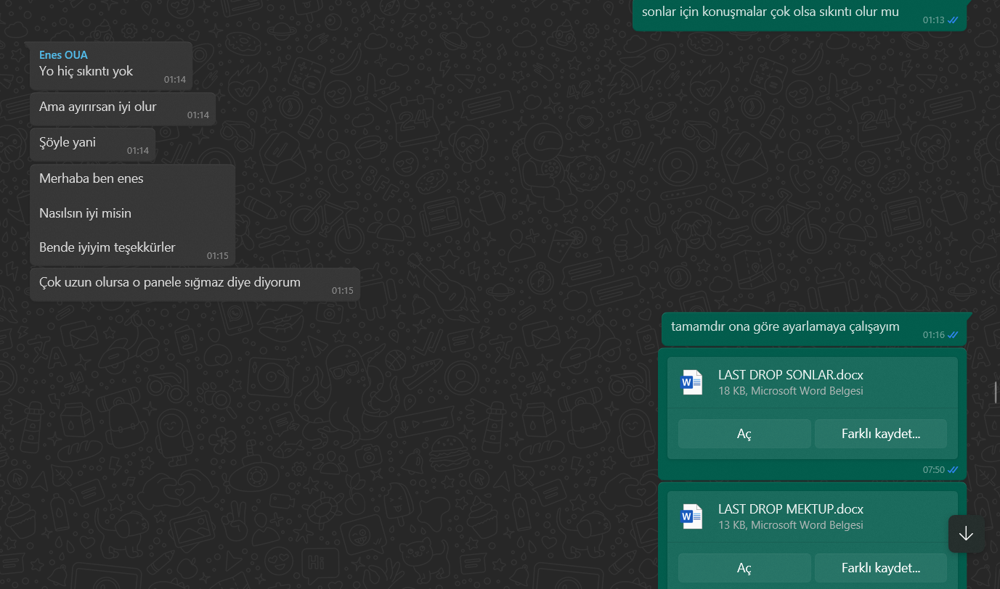 sonlar için konuşmalar çok olsa sıkıntı olur mu
01:13
Enes OUA
Yo hiç sıkıntı yok
01:14
Ama ayırırsan iyi olur
01:14
Şöyle yani
01:14
Merhaba ben enes
Nasılsın iyi misin
Bende iyiyim teşekkürler
01:15
Çok uzun olursa o panele sığmaz diye diyorum
01:15
tamamdır ona göre ayarlamaya çalışayım
01:16
W
LAST DROP SONLAR.docx
18 KB, Microsoft Word Belgesi
Aç
Farklı kaydet...
07:50
W
LAST DROP MEKTUP.docx
13 KB, Microsoft Word Belgesi
Aç
Farklı kaydet...